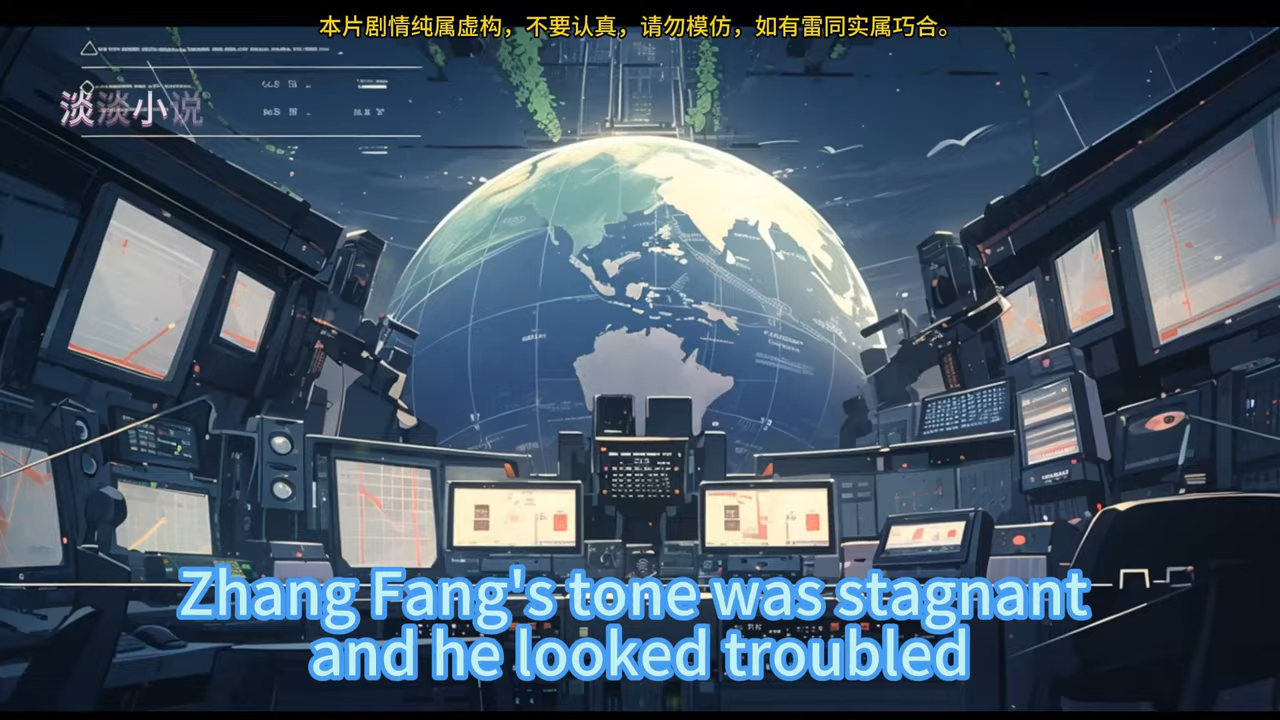 本片剧情纯属虚构，不要认真，请勿模仿，如有雷同实属巧合。
淡淡小说
Zhang Fang's tone was stagnant
and he looked troubled